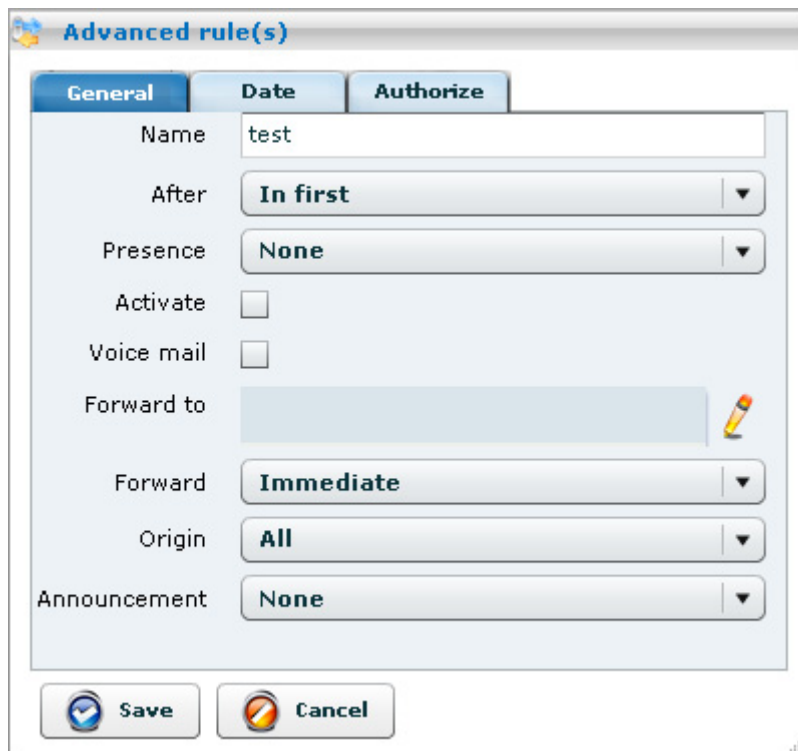 Advanced rule(s)
General Date Authorize
Name test
After In first
Presence None
Activate
Voice mail
Forward to
Forward Immediate
Origin All
Announcement None
Save Cancel